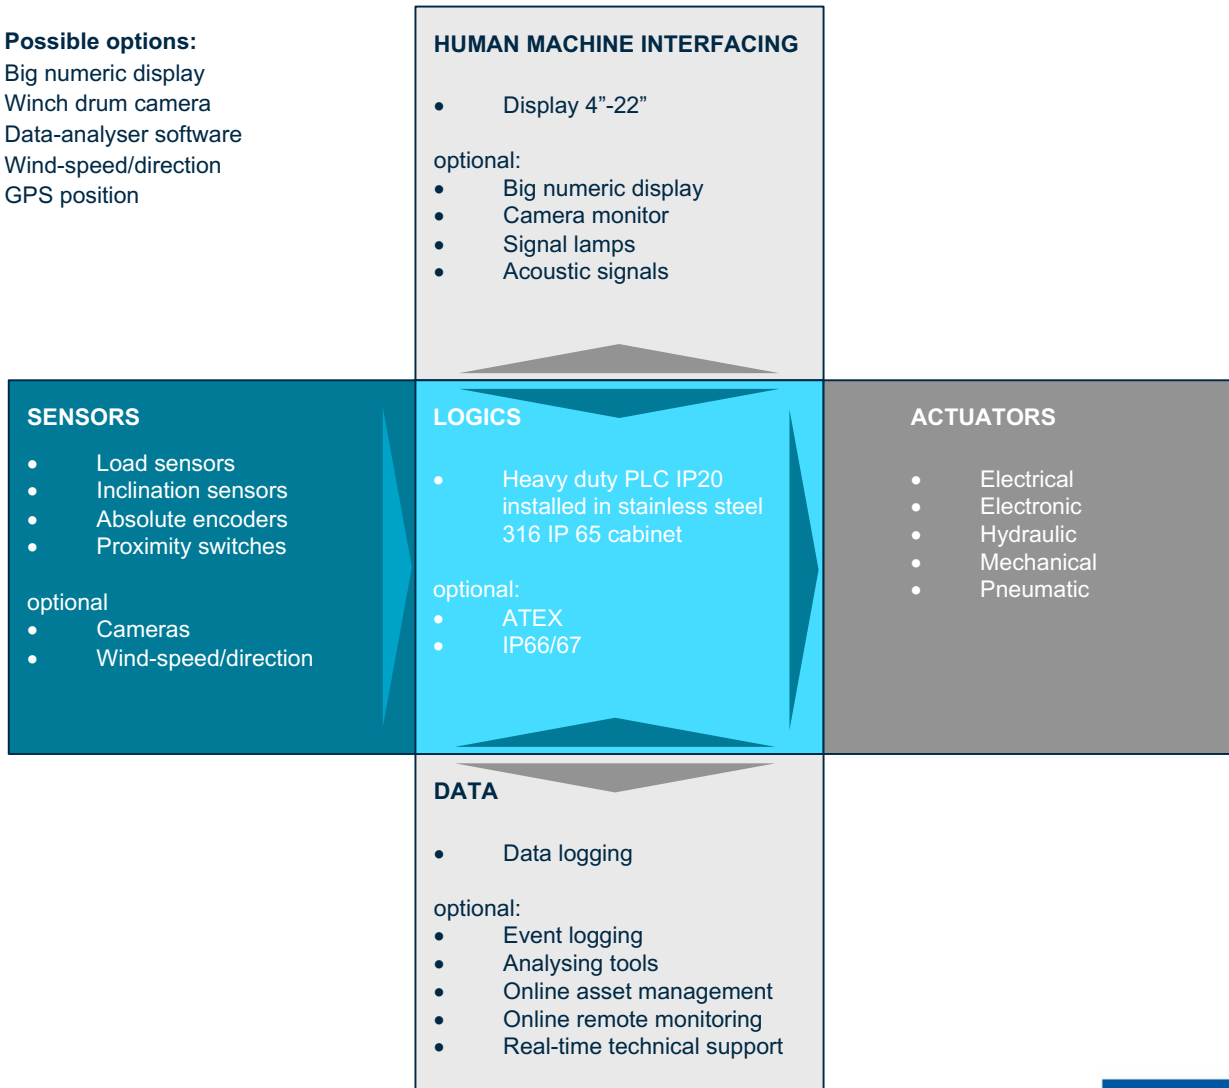 Possible options:
Big numeric display
Winch drum camera
Data-analyser software
Wind-speed/direction
GPS position
HUMAN MACHINE INTERFACING
• Display 4”-22”
optional:
• Big numeric display
• Camera monitor
• Signal lamps
• Acoustic signals
SENSORS
• Load sensors
• Inclination sensors
• Absolute encoders
• Proximity switches
optional
• Cameras
• Wind-speed/direction
LOGICS
• Heavy duty PLC IP20
installed in stainless steel
316 IP 65 cabinet
optional:
• ATEX
• IP66/67
ACTUATORS
• Electrical
• Electronic
• Hydraulic
• Mechanical
• Pneumatic
DATA
• Data logging
optional:
• Event logging
• Analysing tools
• Online asset management
• Online remote monitoring
• Real-time technical support